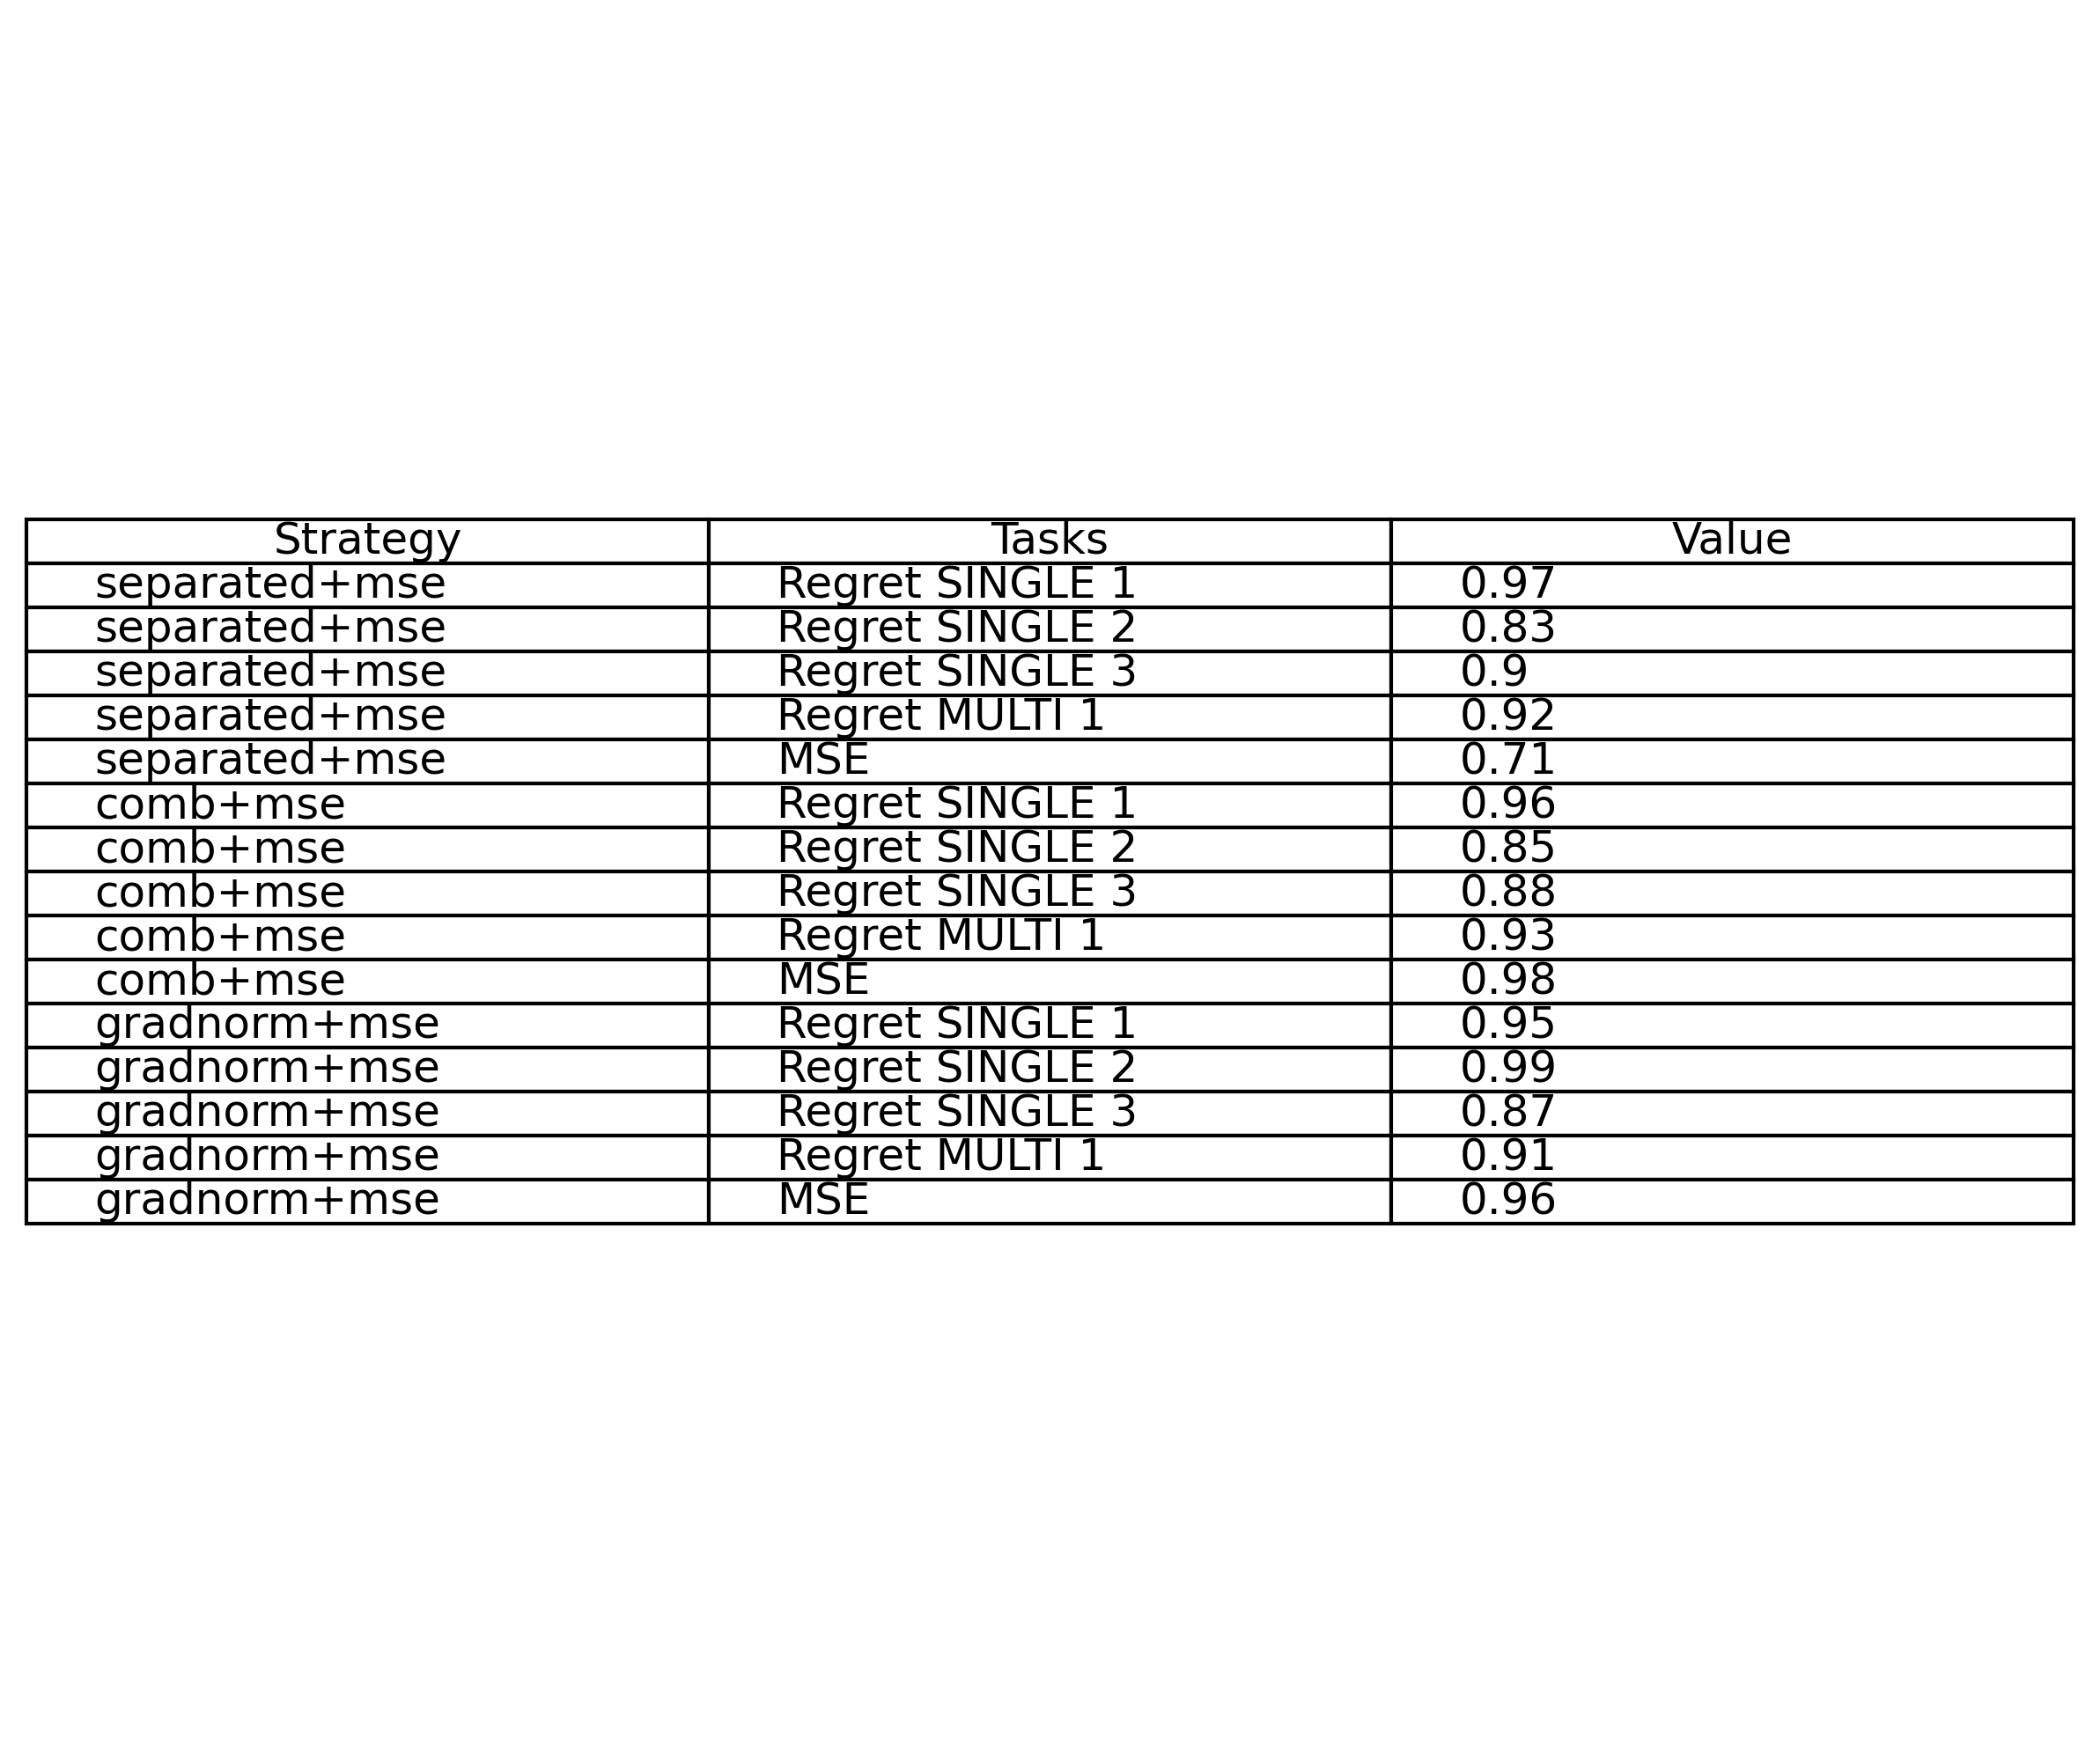 Strategy Tasks Value
separated+mse Regret SINGLE 1 0.97
separated+mse Regret SINGLE 2 0.83
separated+mse Regret SINGLE 3 0.9
separated+mse Regret MULTI 1 0.92
separated+mse MSE 0.71
comb+mse Regret SINGLE 1 0.96
comb+mse Regret SINGLE 2 0.85
comb+mse Regret SINGLE 3 0.88
comb+mse Regret MULTI 1 0.93
comb+mse MSE 0.98
gradnorm+mse Regret SINGLE 1 0.95
gradnorm+mse Regret SINGLE 2 0.99
gradnorm+mse Regret SINGLE 3 0.87
gradnorm+mse Regret MULTI 1 0.91
gradnorm+mse MSE 0.96